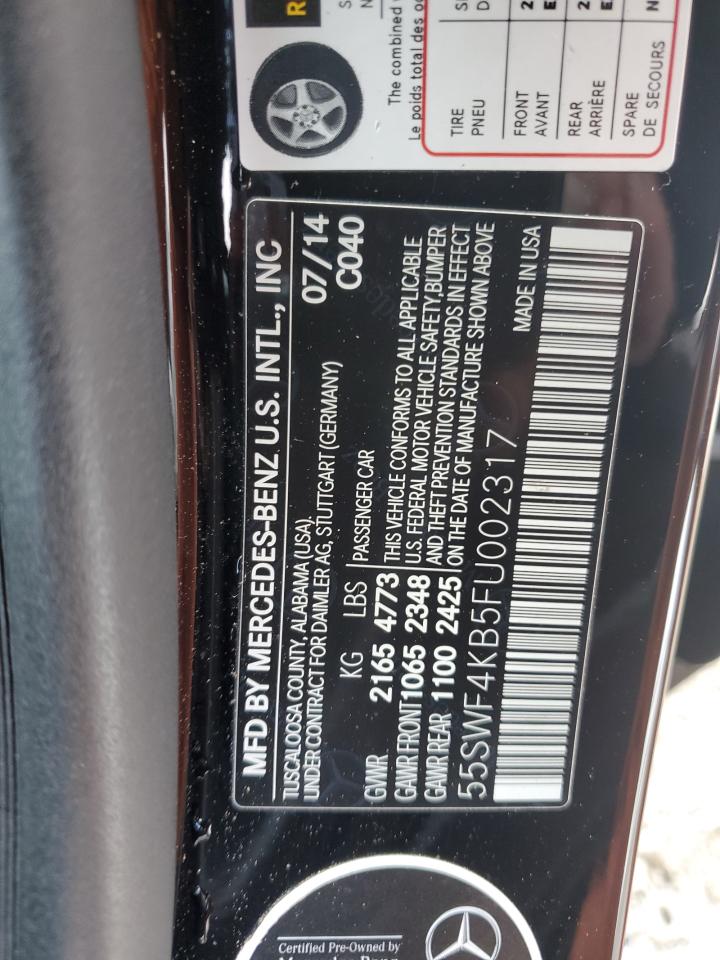 MFD BY MERCEDES-BENZ U.S. INTL., INC
TUSCALOOSA COUNTY, ALABAMA (USA),
UNDER CONTRACT FOR DAIMLER AG, STUTTGART (GERMANY)
07/14
C040
KG LBS
GVWR 2165 4773
GAWR FRONT 1065 2348
GAWR REAR 1100 2425
PASSENGER CAR
THIS VEHICLE CONFORMS TO ALL APPLICABLE
U.S. FEDERAL MOTOR VEHICLE SAFETY, BUMPER
AND THEFT PREVENTION STANDARDS IN EFFECT
ON THE DATE OF MANUFACTURE SHOWN ABOVE
55SWF4KB5FU002317
MADE IN USA
The combined
Le poids total des
TIRE
PNEU
FRONT
AVANT
REAR
ARRIÈRE
SPARE
DE SECOURS
Certified Pre-Owned by